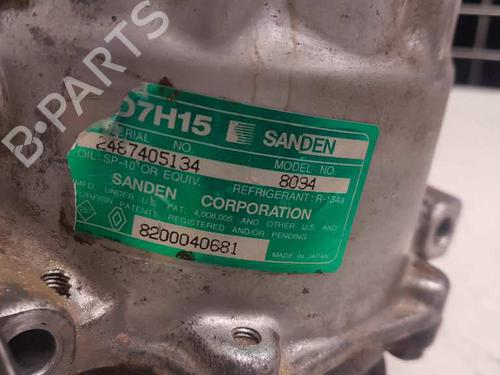 B-PARTS
D7H15
SANDEN
SERIAL NO.
MODEL NO.
2487405134
8094
OIL: SP-10 OR EQUIV.
REFRIGERANT: R-134a
SANDEN CORPORATION
MFD. UNDER U.S. PAT. 4,008,005 AND OTHER U.S. AND
FOREIGN PATENTS, REGISTERED AND/OR PENDING
8200040681
MADE IN JAPAN